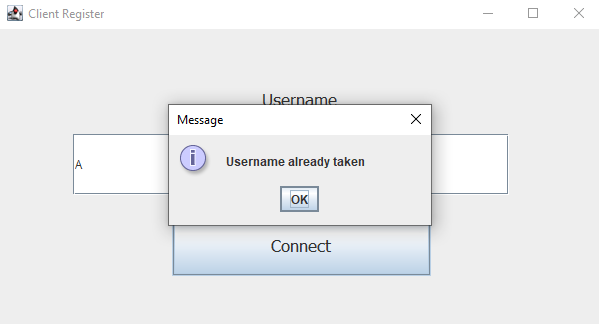 Client Register
Username
Message
A
Username already taken
OK
Connect